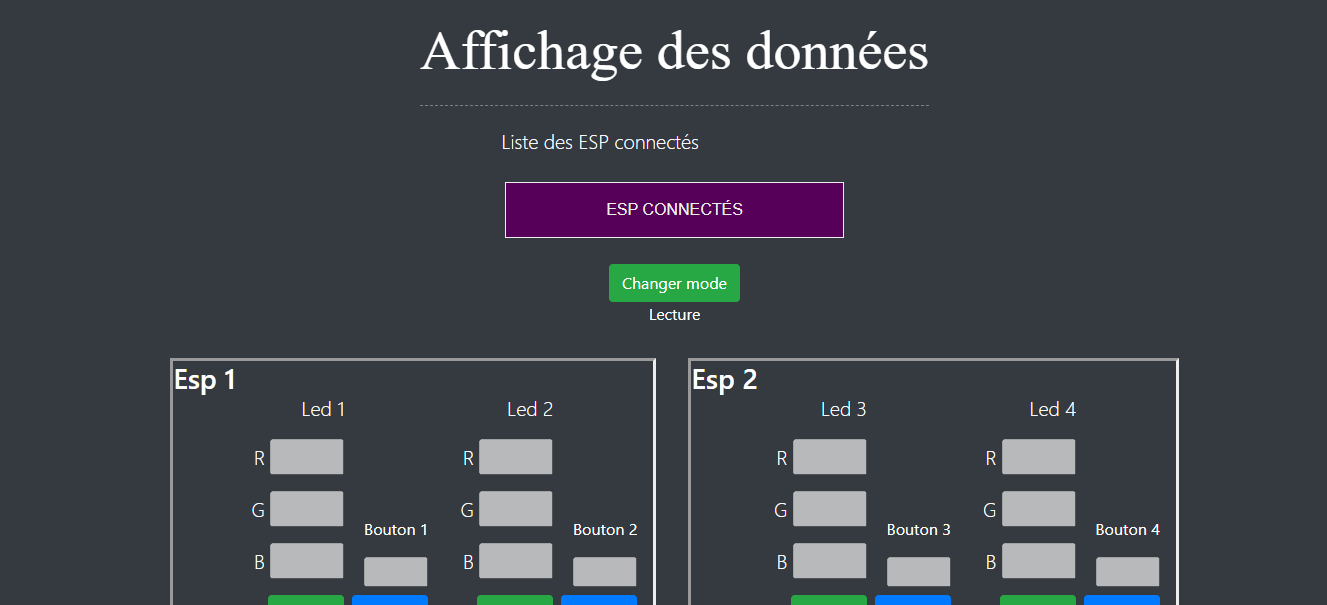 Affichage des données
Liste des ESP connectés
ESP CONNECTÉS
Changer mode
Lecture
Esp 1
Led 1
Led 2
R
R
G
G
Bouton 1
Bouton 2
B
B
Esp 2
Led 3
Led 4
R
R
G
G
Bouton 3
Bouton 4
B
B